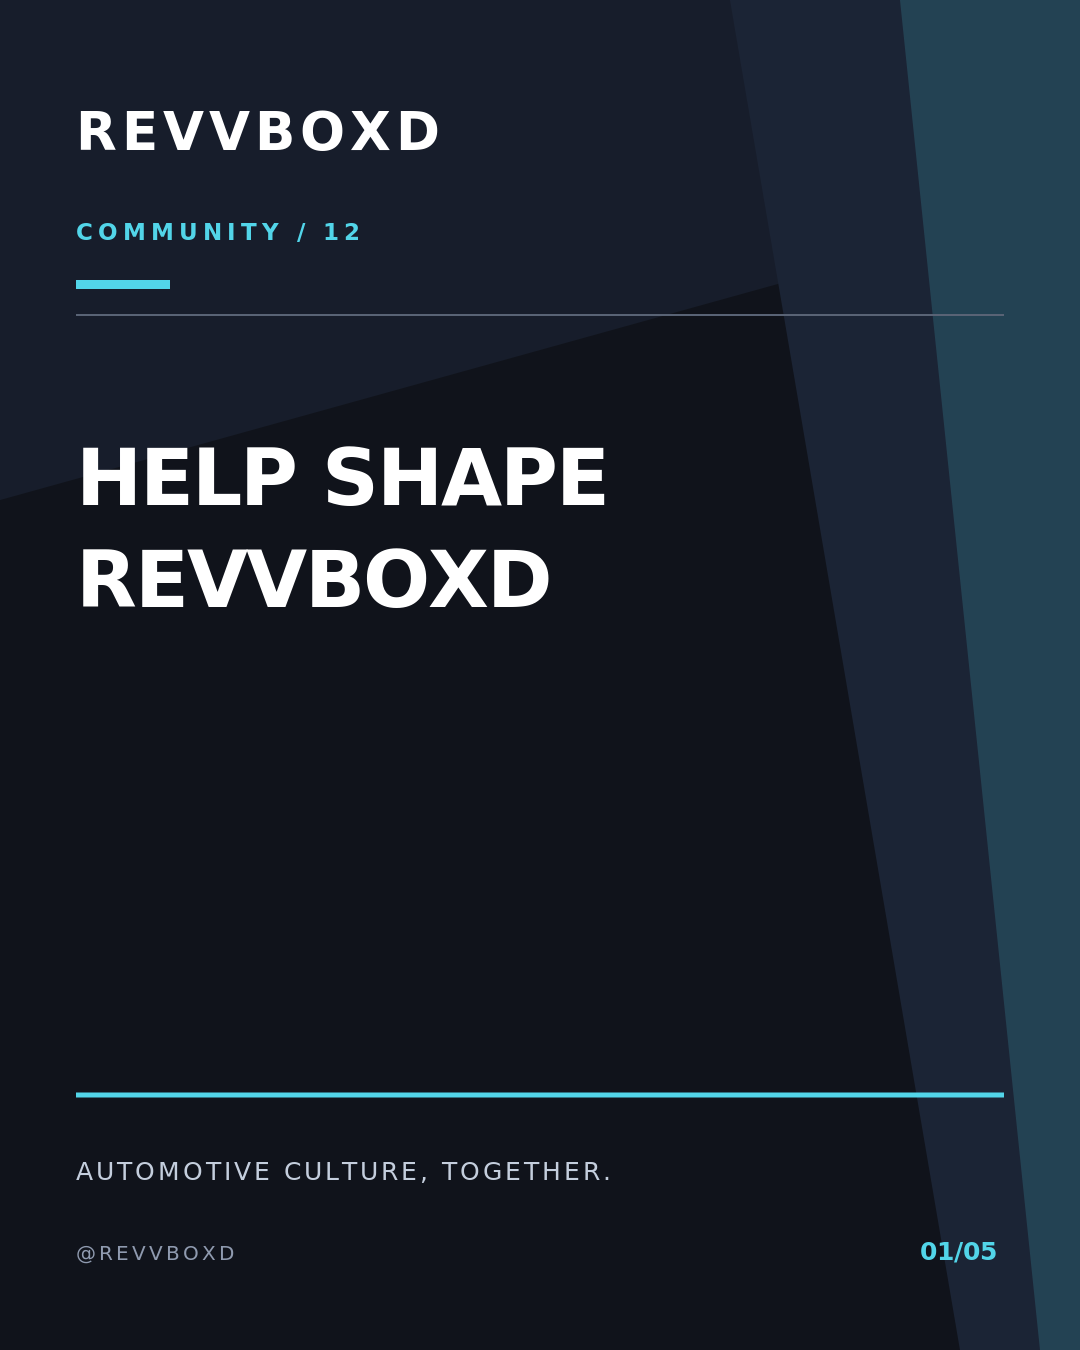 REVVBOXD
COMMUNITY / 12
HELP SHAPE
REVVBOXD
AUTOMOTIVE CULTURE, TOGETHER.
@REVVBOXD
01/05